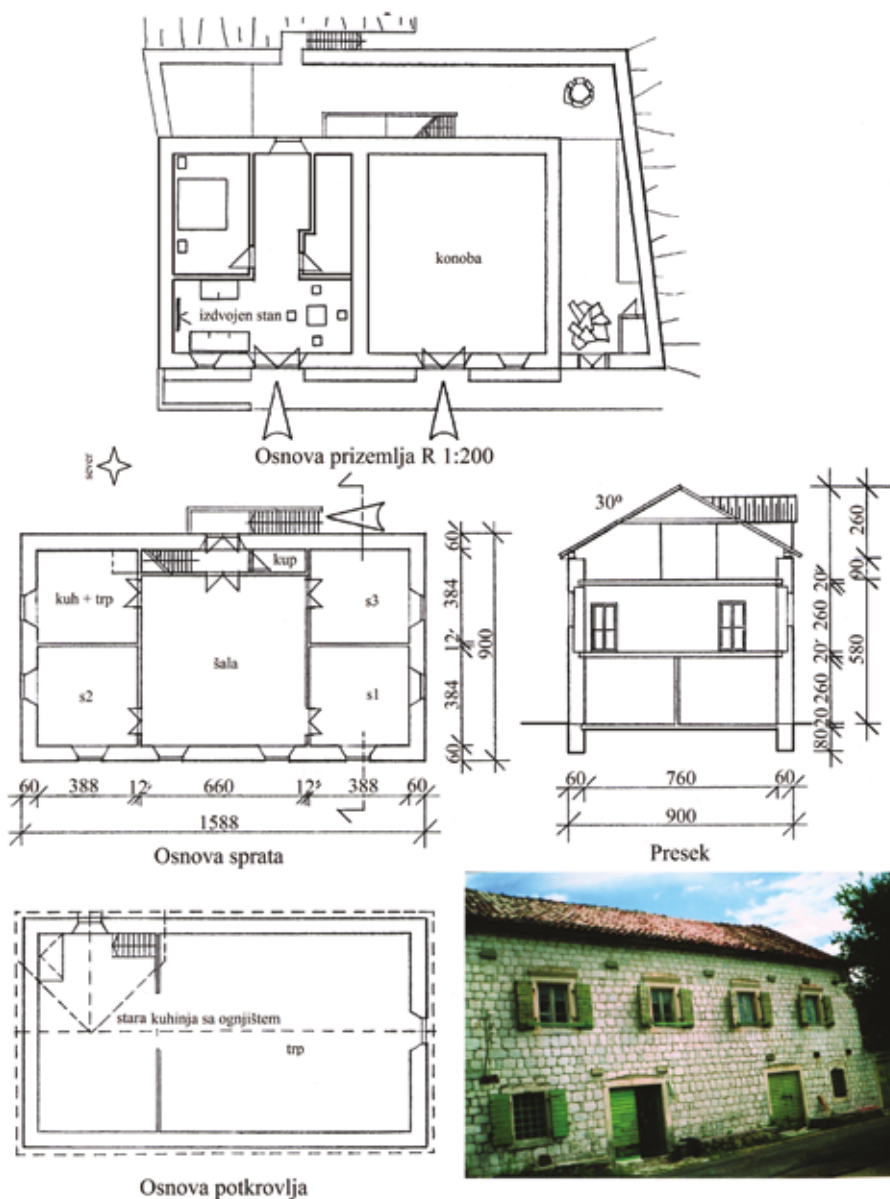 konoba
izdvojen stan
Osnova prizemlja R 1:200
sever
kup
kuh + trp
s3
šala
s2
s1
60
384
12
384
60
900
60 388 12 660 12 388 60
1588
Osnova sprata
30º
260
90
20
260
20
260
20
80
580
60 760 60
900
Presek
stara kuhinja sa ognjištem
trp
Osnova potkrovlja